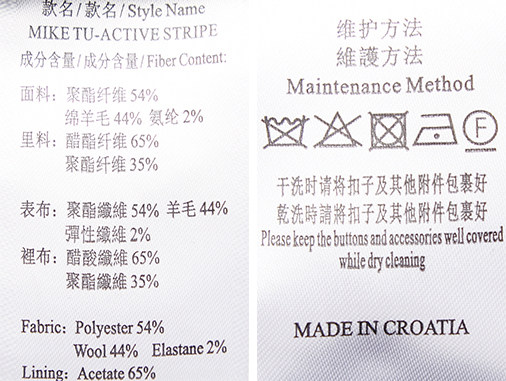 款名/款名/Style Name
MIKE TU-ACTIVE STRIPE
成分含量/成分含量/Fiber Content:
面料：聚酯纤维 54%
绵羊毛 44% 氨纶 2%
里料：醋酯纤维 65%
聚酯纤维 35%
表布：聚酯纖維 54% 羊毛 44%
彈性纖維 2%
裡布：醋酸纖維 65%
聚酯纖維 35%
Fabric: Polyester 54%
Wool 44% Elastane 2%
Lining: Acetate 65%
维护方法
維護方法
Maintenance Method
F
干洗时请将扣子及其他附件包裹好
乾洗時請將扣子及其他附件包裹好
Please keep the buttons and accessories well covered
while dry cleaning
MADE IN CROATIA